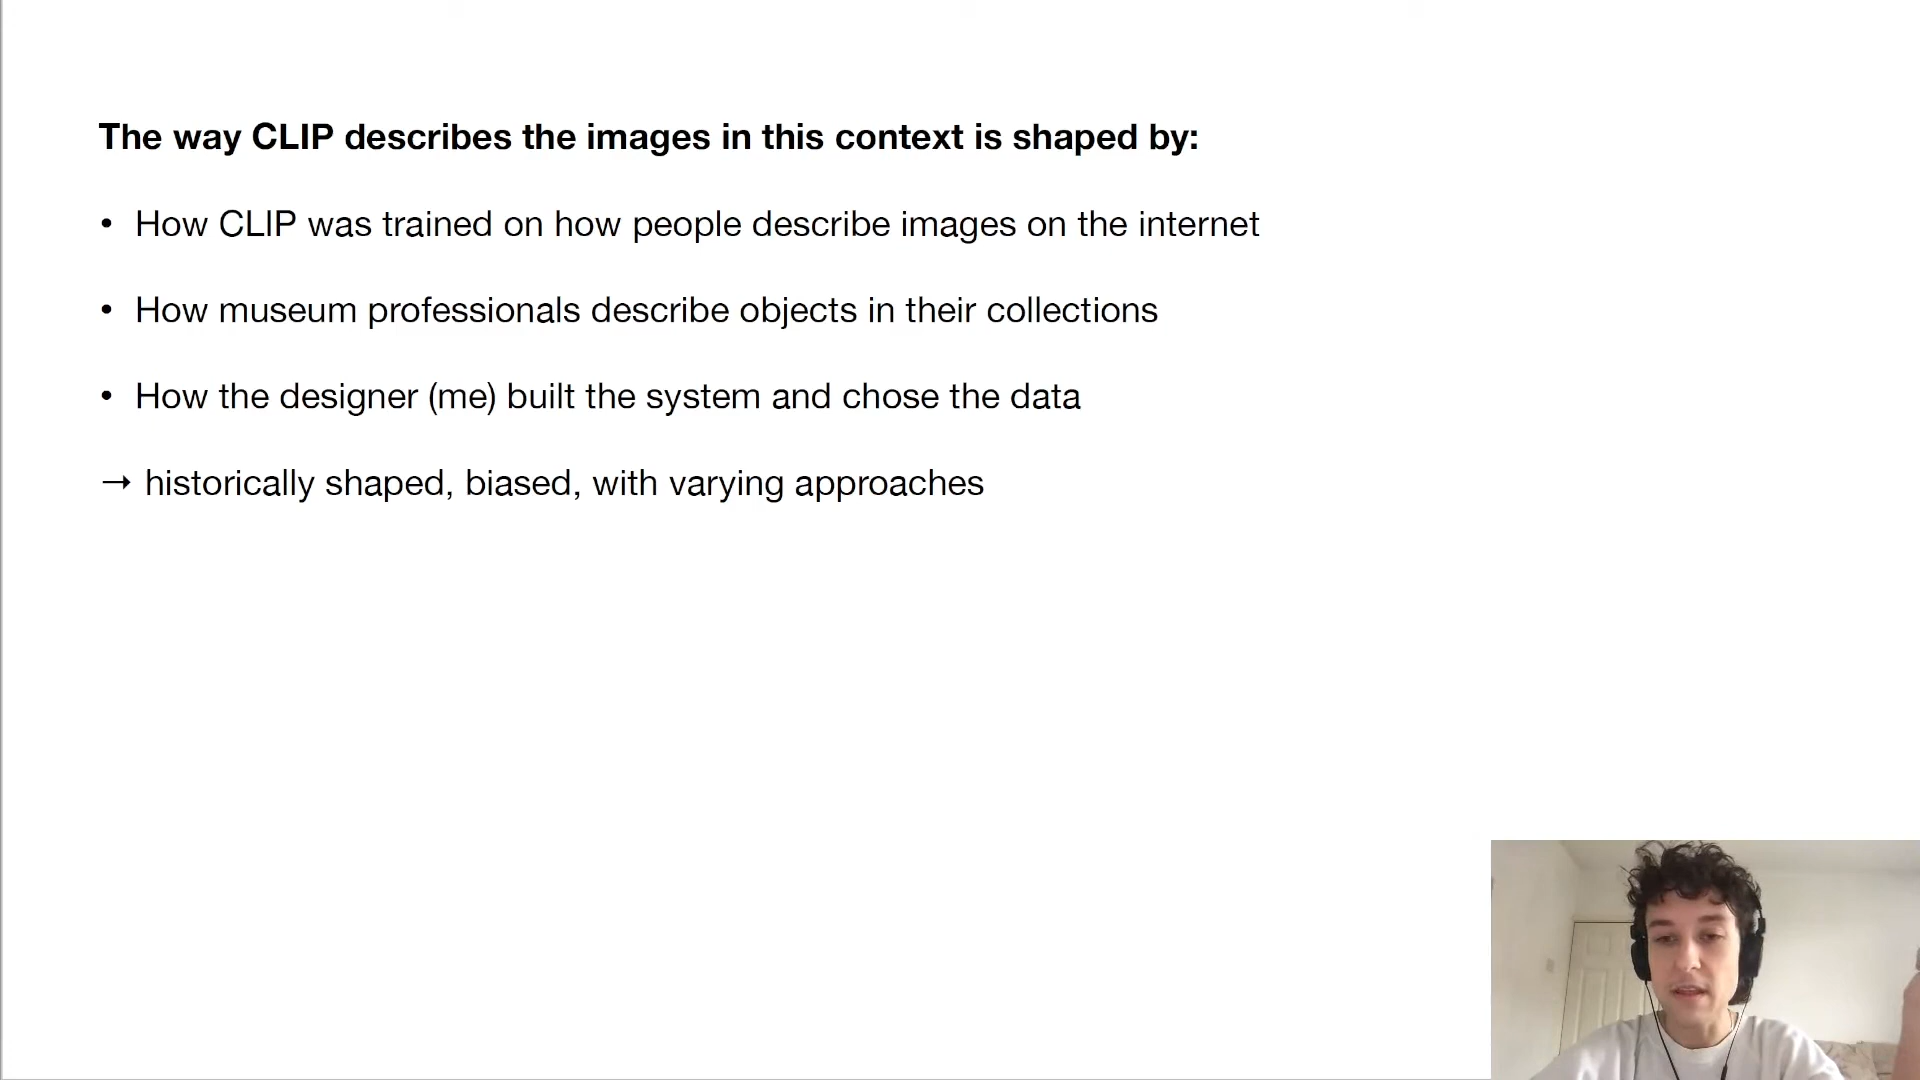 The way CLIP describes the images in this context is shaped by:
• How CLIP was trained on how people describe images on the internet
• How museum professionals describe objects in their collections
• How the designer (me) built the system and chose the data
→ historically shaped, biased, with varying approaches